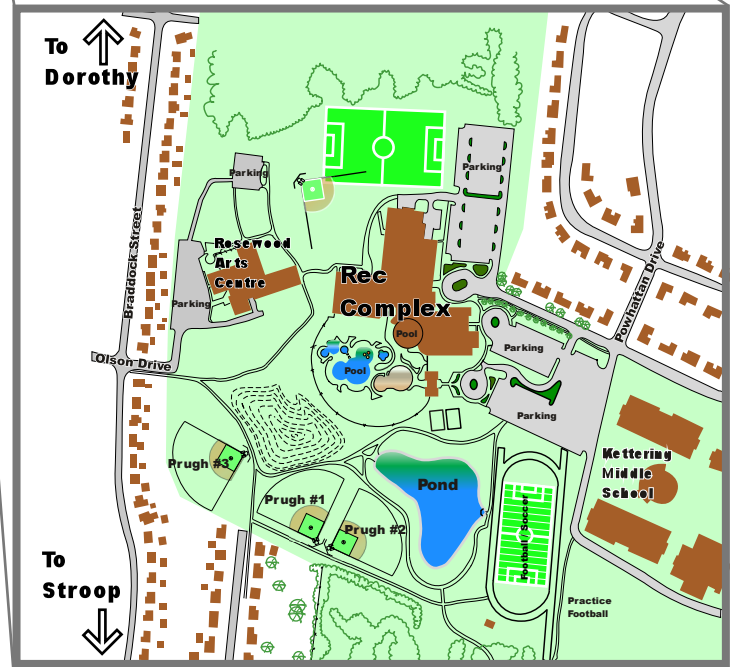 To
Dorothy
Parking
Parking
Braddock Street
Rosewood
Arts
Centre
Rec
Complex
Powhattan Drive
Parking
Pool
Parking
Olson Drive
Pool
Parking
Kettering
Middle
School
Prugh #3
Pond
Prugh #1
Prugh #2
Football / Soccer
To
Stroop
Practice
Football